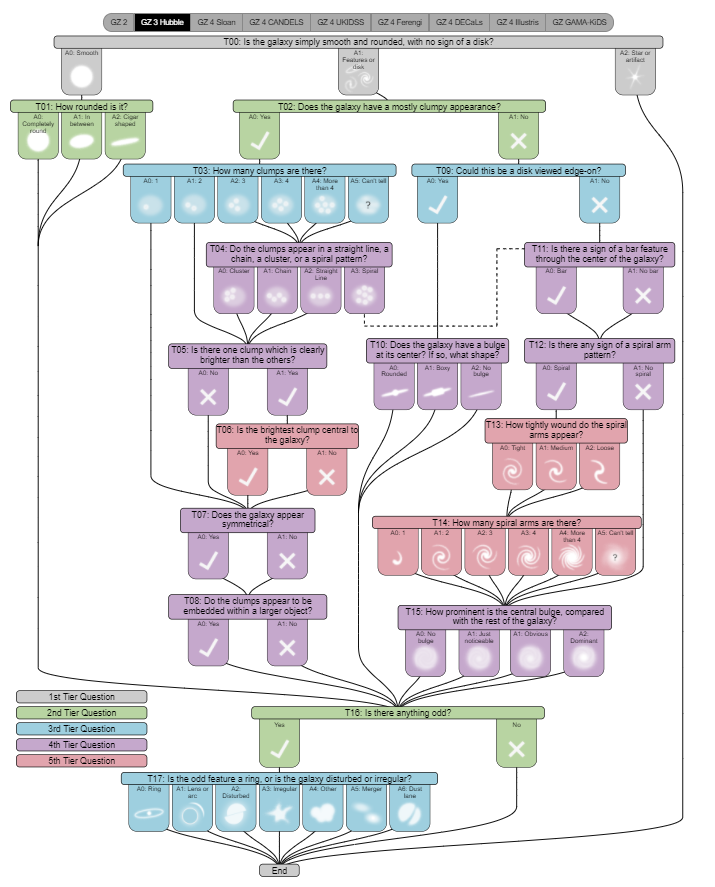 GZ 2 GZ 3 Hubble GZ 4 Sloan GZ 4 CANDELS GZ 4 UKIDSS GZ 4 Ferengi GZ 4 DECaLs GZ 4 Illustris GZ GAMA-KiDS
T00: Is the galaxy simply smooth and rounded, with no sign of a disk?
A0: Smooth
A1:
Features or
disk
A2: Star or
artifact
T01: How rounded is it?
A0:
Completely
round
A1: In
between
A2: Cigar
shaped
T02: Does the galaxy have a mostly clumpy appearance?
A0: Yes
A1: No
T03: How many clumps are there?
A0: 1
A1: 2
A2: 3
A3: 4
A4: More
than 4
A5: Can't tell
?
T09: Could this be a disk viewed edge-on?
A0: Yes
A1: No
T04: Do the clumps appear in a straight line, a
chain, a cluster, or a spiral pattern?
A0: Cluster
A1: Chain
A2: Straight
Line
A3: Spiral
T11: Is there a sign of a bar feature
through the center of the galaxy?
A0: Bar
A1: No bar
T05: Is there one clump which is clearly
brighter than the others?
A0: No
A1: Yes
T10: Does the galaxy have a bulge
at its center? If so, what shape?
A0:
Rounded
A1: Boxy
A2: No
bulge
T12: Is there any sign of a spiral arm
pattern?
A0: Spiral
A1: No
spiral
T06: Is the brightest clump central to
the galaxy?
A0: Yes
A1: No
T13: How tightly wound do the spiral
arms appear?
A0: Tight
A1: Medium
A2: Loose
T07: Does the galaxy appear
symmetrical?
A0: Yes
A1: No
T14: How many spiral arms are there?
A0: 1
A1: 2
A2: 3
A3: 4
A4: More
than 4
A5: Can't tell
?
T08: Do the clumps appear to be
embedded within a larger object?
A0: Yes
A1: No
T15: How prominent is the central bulge, compared
with the rest of the galaxy?
A0: No
bulge
A1: Just
noticeable
A1: Obvious
A2:
Dominant
1st Tier Question
2nd Tier Question
3rd Tier Question
4th Tier Question
5th Tier Question
T16: Is there anything odd?
Yes
No
T17: Is the odd feature a ring, or is the galaxy disturbed or irregular?
A0: Ring
A1: Lens or
arc
A2:
Disturbed
A3: Irregular
A4: Other
A5: Merger
A6: Dust
lane
End